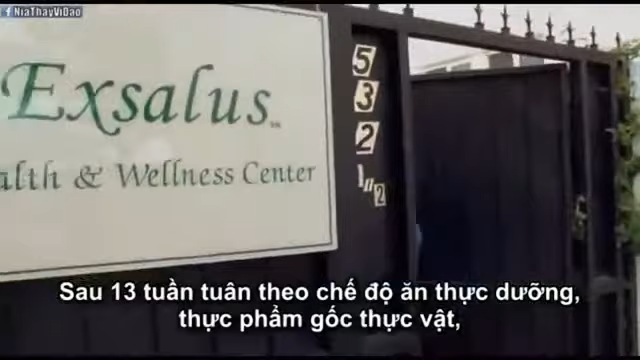 f NiaThayViDao
Exsalus
Health & Wellness Center
5
3
2
1/2
Sau 13 tuần tuân theo chế độ ăn thực dưỡng,
thực phẩm gốc thực vật,